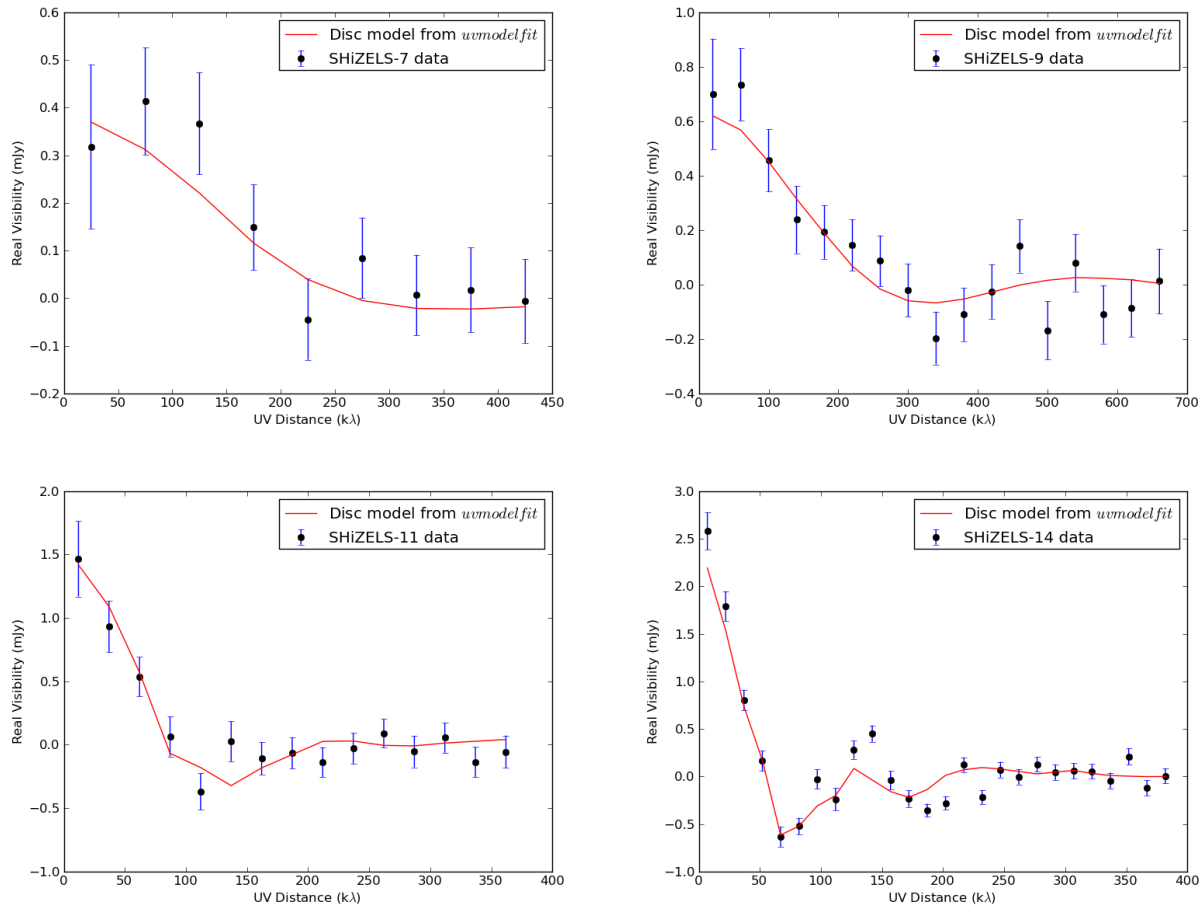 0.6
0.5
0.4
0.3
0.2
0.1
0.0
−0.1
−0.2
Real Visibility (mJy)
Disc model from uvmodelfit
SHiZELS-7 data
0 50 100 150 200 250 300 350 400 450
UV Distance (kλ)
1.0
0.8
0.6
0.4
0.2
0.0
−0.2
−0.4
Real Visibility (mJy)
Disc model from uvmodelfit
SHiZELS-9 data
0 100 200 300 400 500 600 700
UV Distance (kλ)
2.0
1.5
1.0
0.5
0.0
−0.5
−1.0
Real Visibility (mJy)
Disc model from uvmodelfit
SHiZELS-11 data
0 50 100 150 200 250 300 350 400
UV Distance (kλ)
3.0
2.5
2.0
1.5
1.0
0.5
0.0
−0.5
−1.0
Real Visibility (mJy)
Disc model from uvmodelfit
SHiZELS-14 data
0 50 100 150 200 250 300 350 400
UV Distance (kλ)